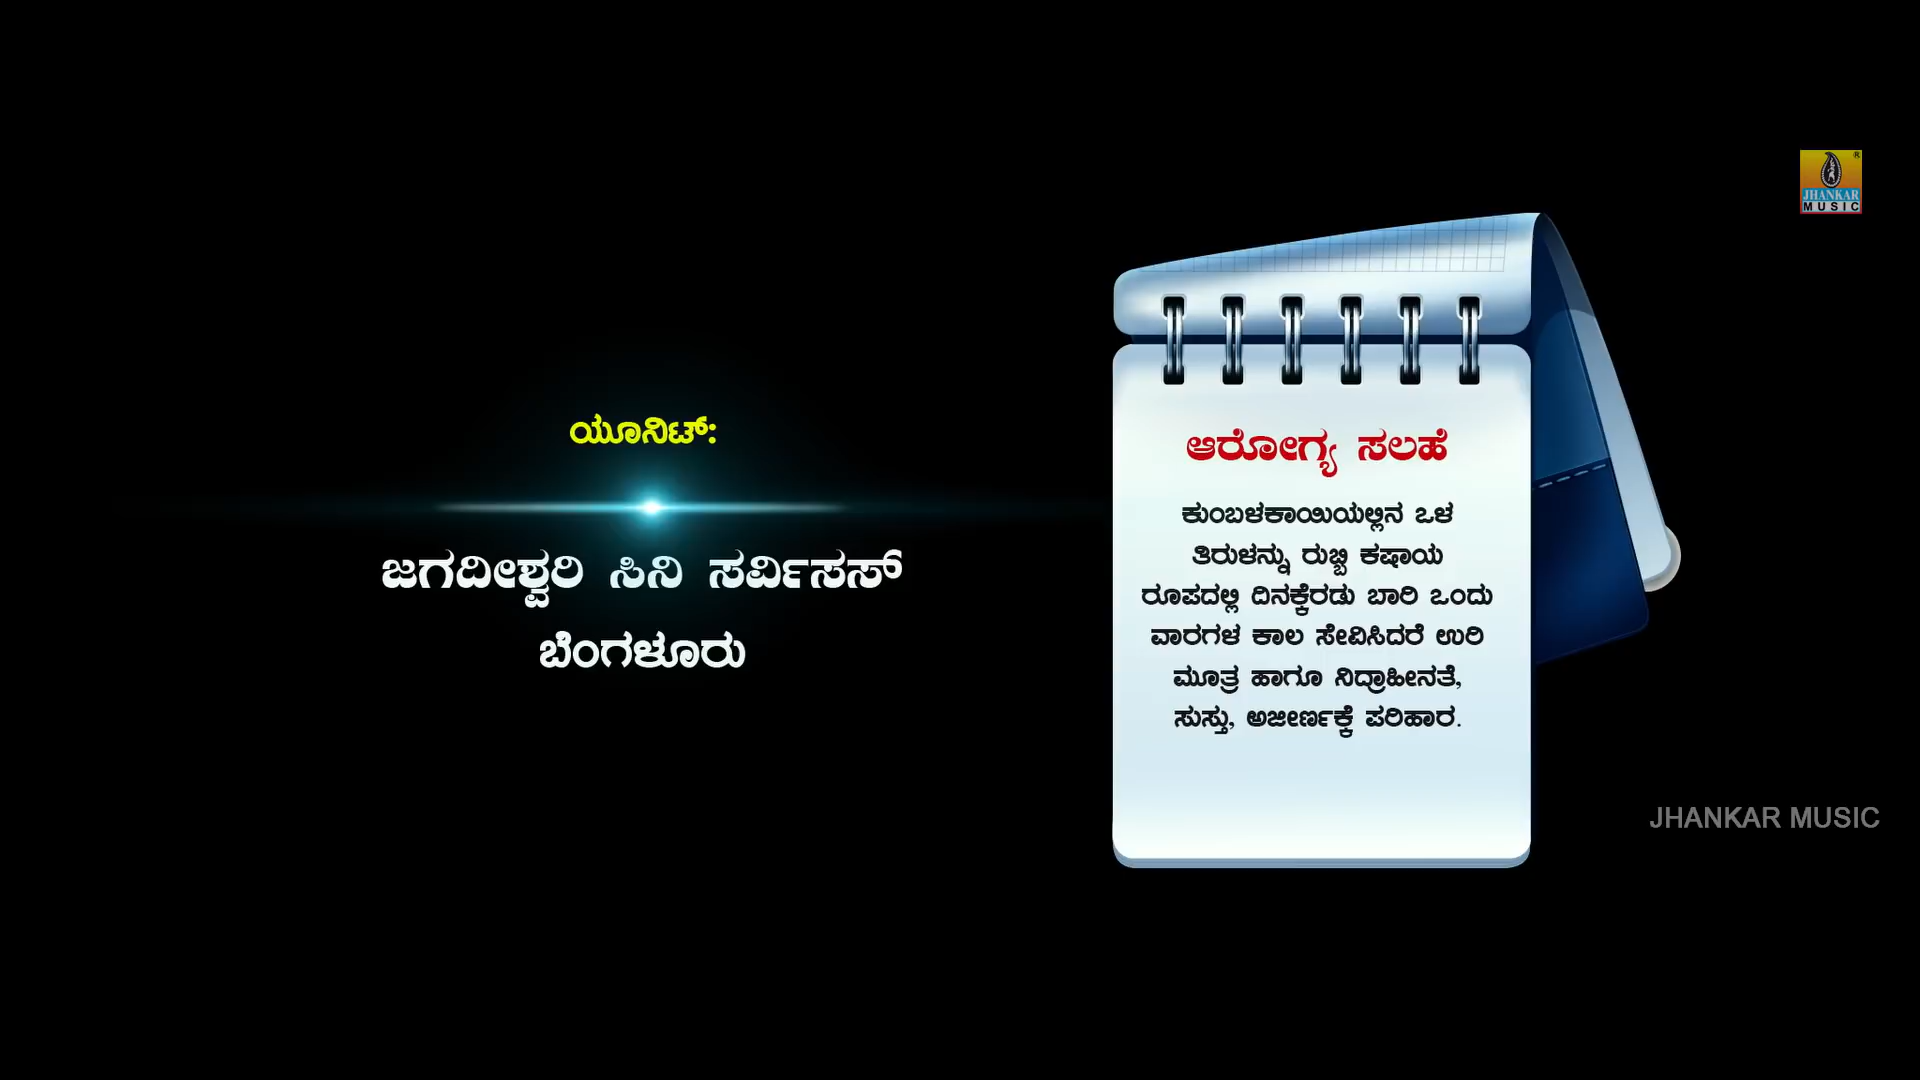 ಯೂನಿಟ್:
ಜಗದೀಶ್ವರಿ ಸಿನಿ ಸರ್ವಿಸಸ್
ಬೆಂಗಳೂರು
ಆರೋಗ್ಯ ಸಲಹೆ
ಕುಂಬಳಕಾಯಿಯಲ್ಲಿನ ಒಳ
ತಿರುಳನ್ನು ರುಬ್ಬಿ ಕಷಾಯ
ರೂಪದಲ್ಲಿ ದಿನಕ್ಕೆರಡು ಬಾರಿ ಒಂದು
ವಾರಗಳ ಕಾಲ ಸೇವಿಸಿದರೆ ಉರಿ
ಮೂತ್ರ ಹಾಗೂ ನಿದ್ರಾಹೀನತೆ,
ಸುಸ್ತು, ಅಜೀರ್ಣಕ್ಕೆ ಪರಿಹಾರ.
®
JHANKAR
MUSIC
JHANKAR MUSIC